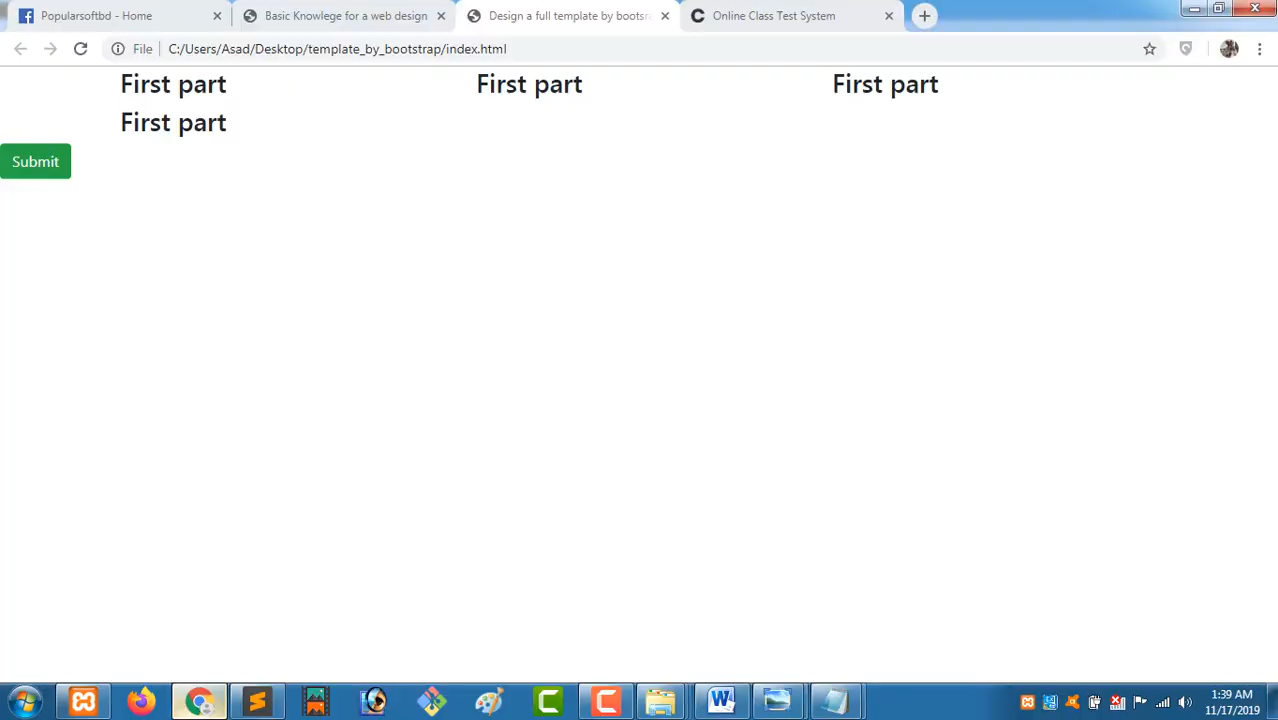 Popularsoftbd - Home
Basic Knowlege for a web design
Design a full template by bootsra
Online Class Test System
File
C:/Users/Asad/Desktop/template_by_bootstrap/index.html
First part First part First part
First part
Submit
1:39 AM
11/17/2019